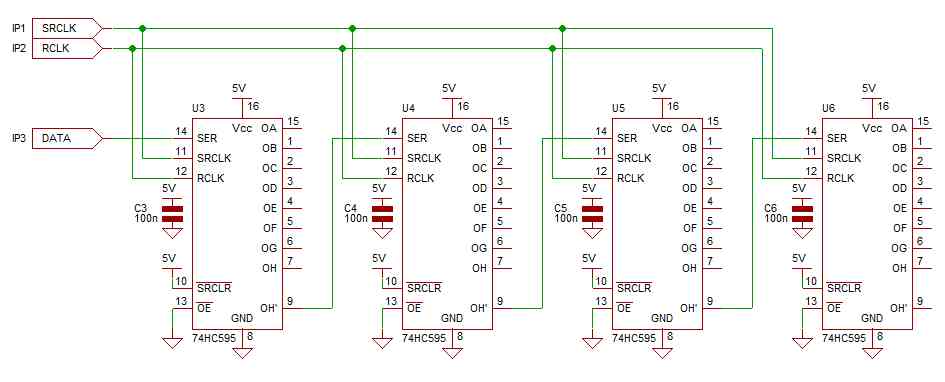 IP1 SRCLK
IP2 RCLK
5V 5V 5V 5V
U3 16 U4 16 U5 16 U6 16
Vcc OA 15 Vcc OA 15 Vcc OA 15 Vcc OA 15
IP3 DATA 14 SER OB 1 14 SER OB 1 14 SER OB 1 14 SER OB 1
11 SRCLK OC 2 11 SRCLK OC 2 11 SRCLK OC 2 11 SRCLK OC 2
12 RCLK OD 3 12 RCLK OD 3 12 RCLK OD 3 12 RCLK OD 3
5V 5V 5V 5V
C3 OE 4 C4 OE 4 C5 OE 4 C6 OE 4
100n OF 5 100n OF 5 100n OF 5 100n OF 5
OG 6 OG 6 OG 6 OG 6
5V OH 7 5V OH 7 5V OH 7 5V OH 7
10 SRCLR 10 SRCLR 10 SRCLR 10 SRCLR
13 OE OH' 9 13 OE OH' 9 13 OE OH' 9 13 OE OH' 9
GND GND GND GND
74HC595 8 74HC595 8 74HC595 8 74HC595 8